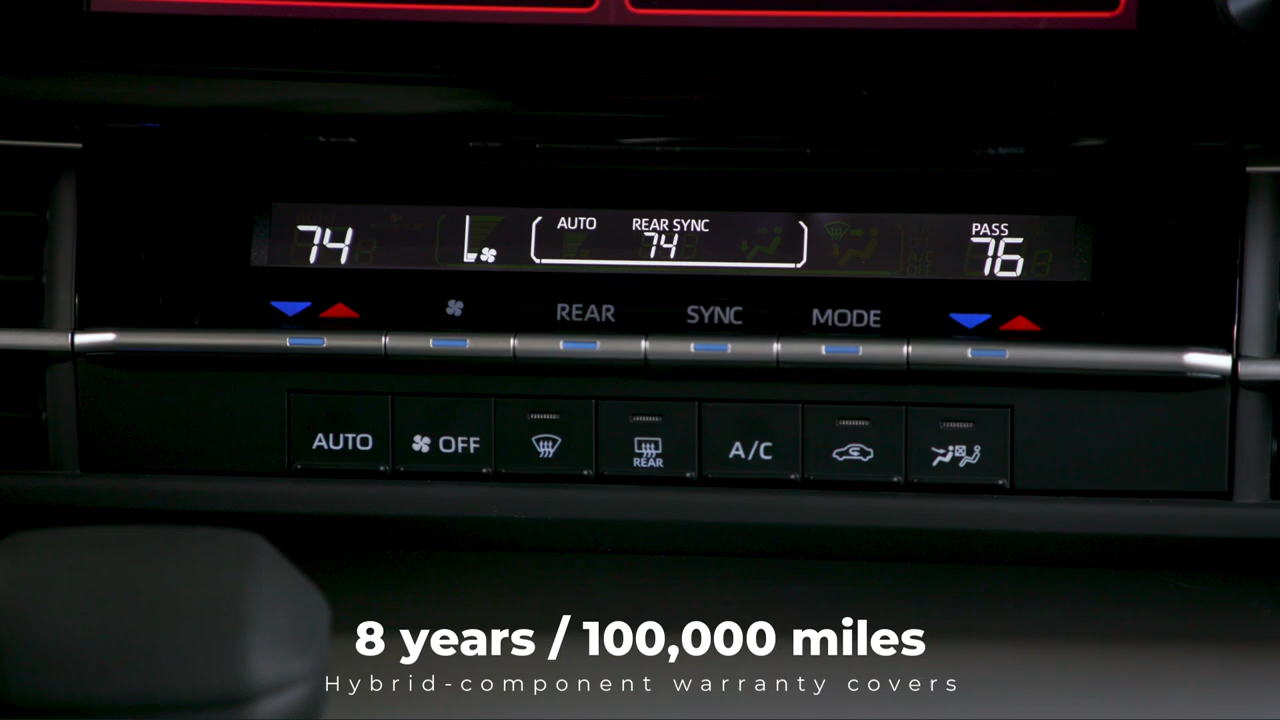 AUTO REAR SYNC PASS
74 74 76
REAR SYNC MODE
AUTO OFF REAR A/C
8 years / 100,000 miles
Hybrid-component warranty covers